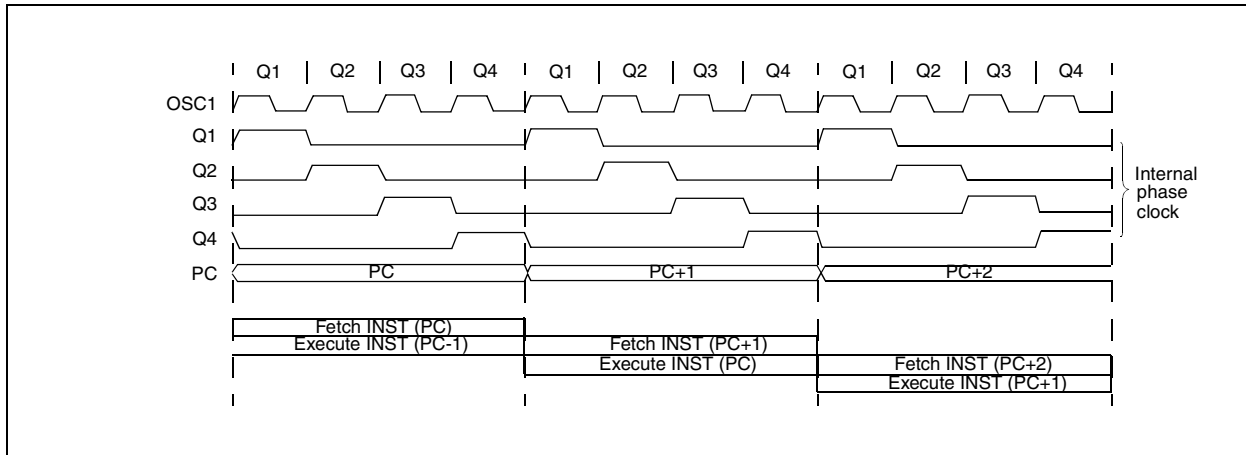 Q1 Q2 Q3 Q4 Q1 Q2 Q3 Q4 Q1 Q2 Q3 Q4
OSC1
Q1
Q2
Q3
Q4
Internal
phase
clock
PC PC PC+1 PC+2
Fetch INST (PC)
Execute INST (PC-1) Fetch INST (PC+1)
Execute INST (PC) Fetch INST (PC+2)
Execute INST (PC+1)